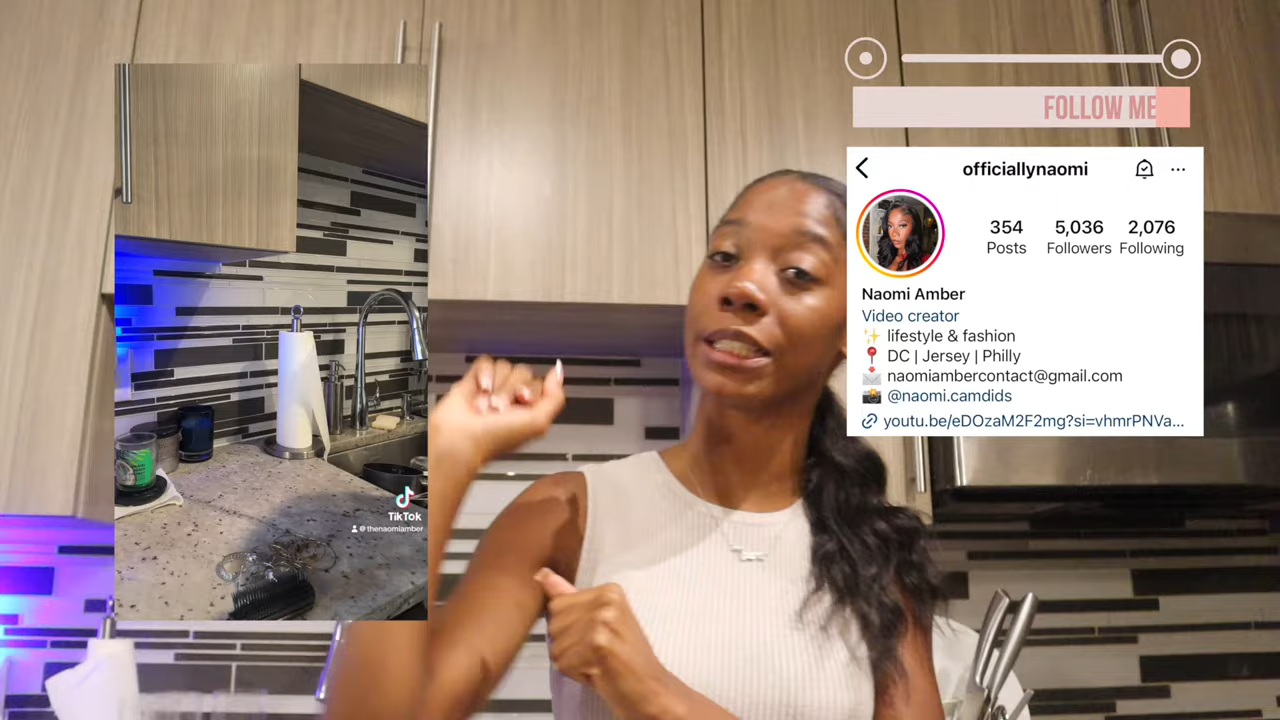 TikTok
@thenaomiamber
FOLLOW ME
officiallynaomi
354 5,036 2,076
Posts Followers Following
Naomi Amber
Video creator
✨ lifestyle & fashion
📍 DC | Jersey | Philly
📩 naomiambercontact@gmail.com
📸 @naomi.camdids
youtu.be/eDOzaM2F2mg?si=vhmrPNVa...